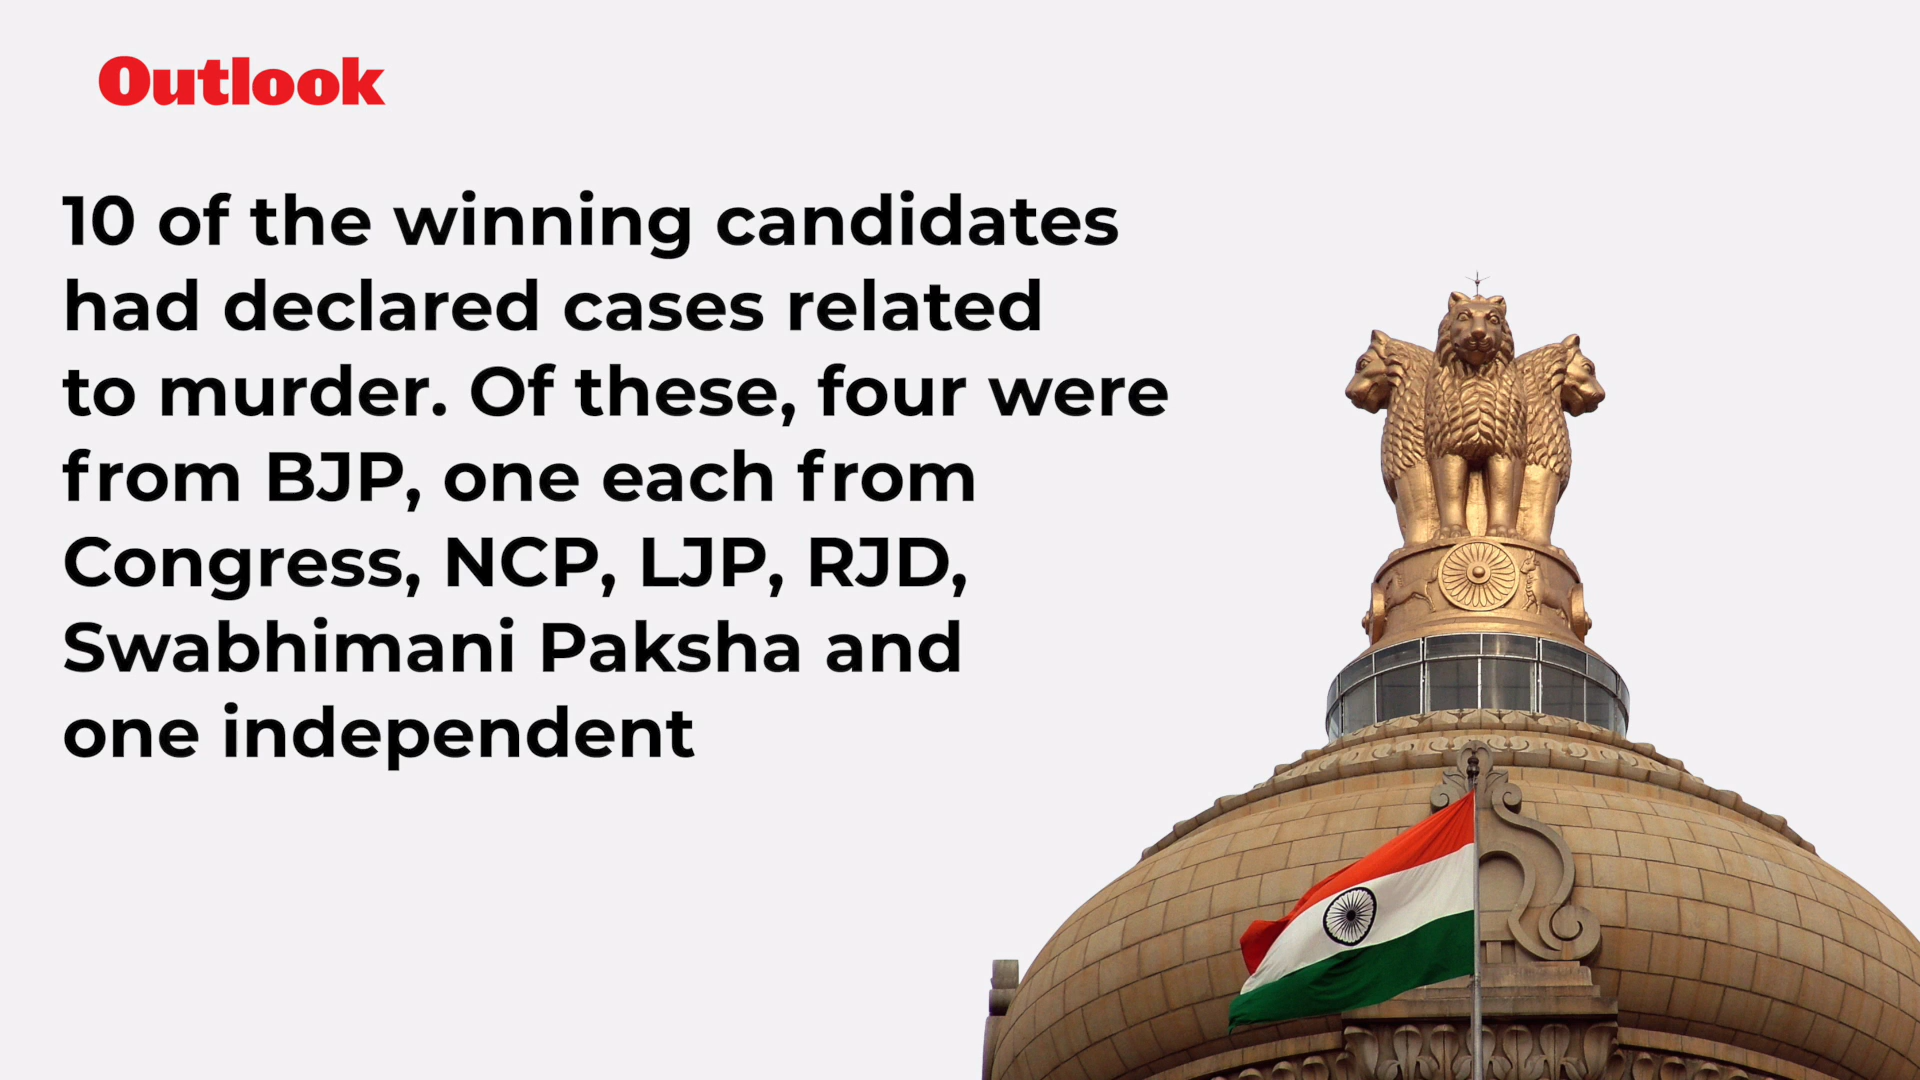 Outlook
10 of the winning candidates
had declared cases related
to murder. Of these, four were
from BJP, one each from
Congress, NCP, LJP, RJD,
Swabhimani Paksha and
one independent